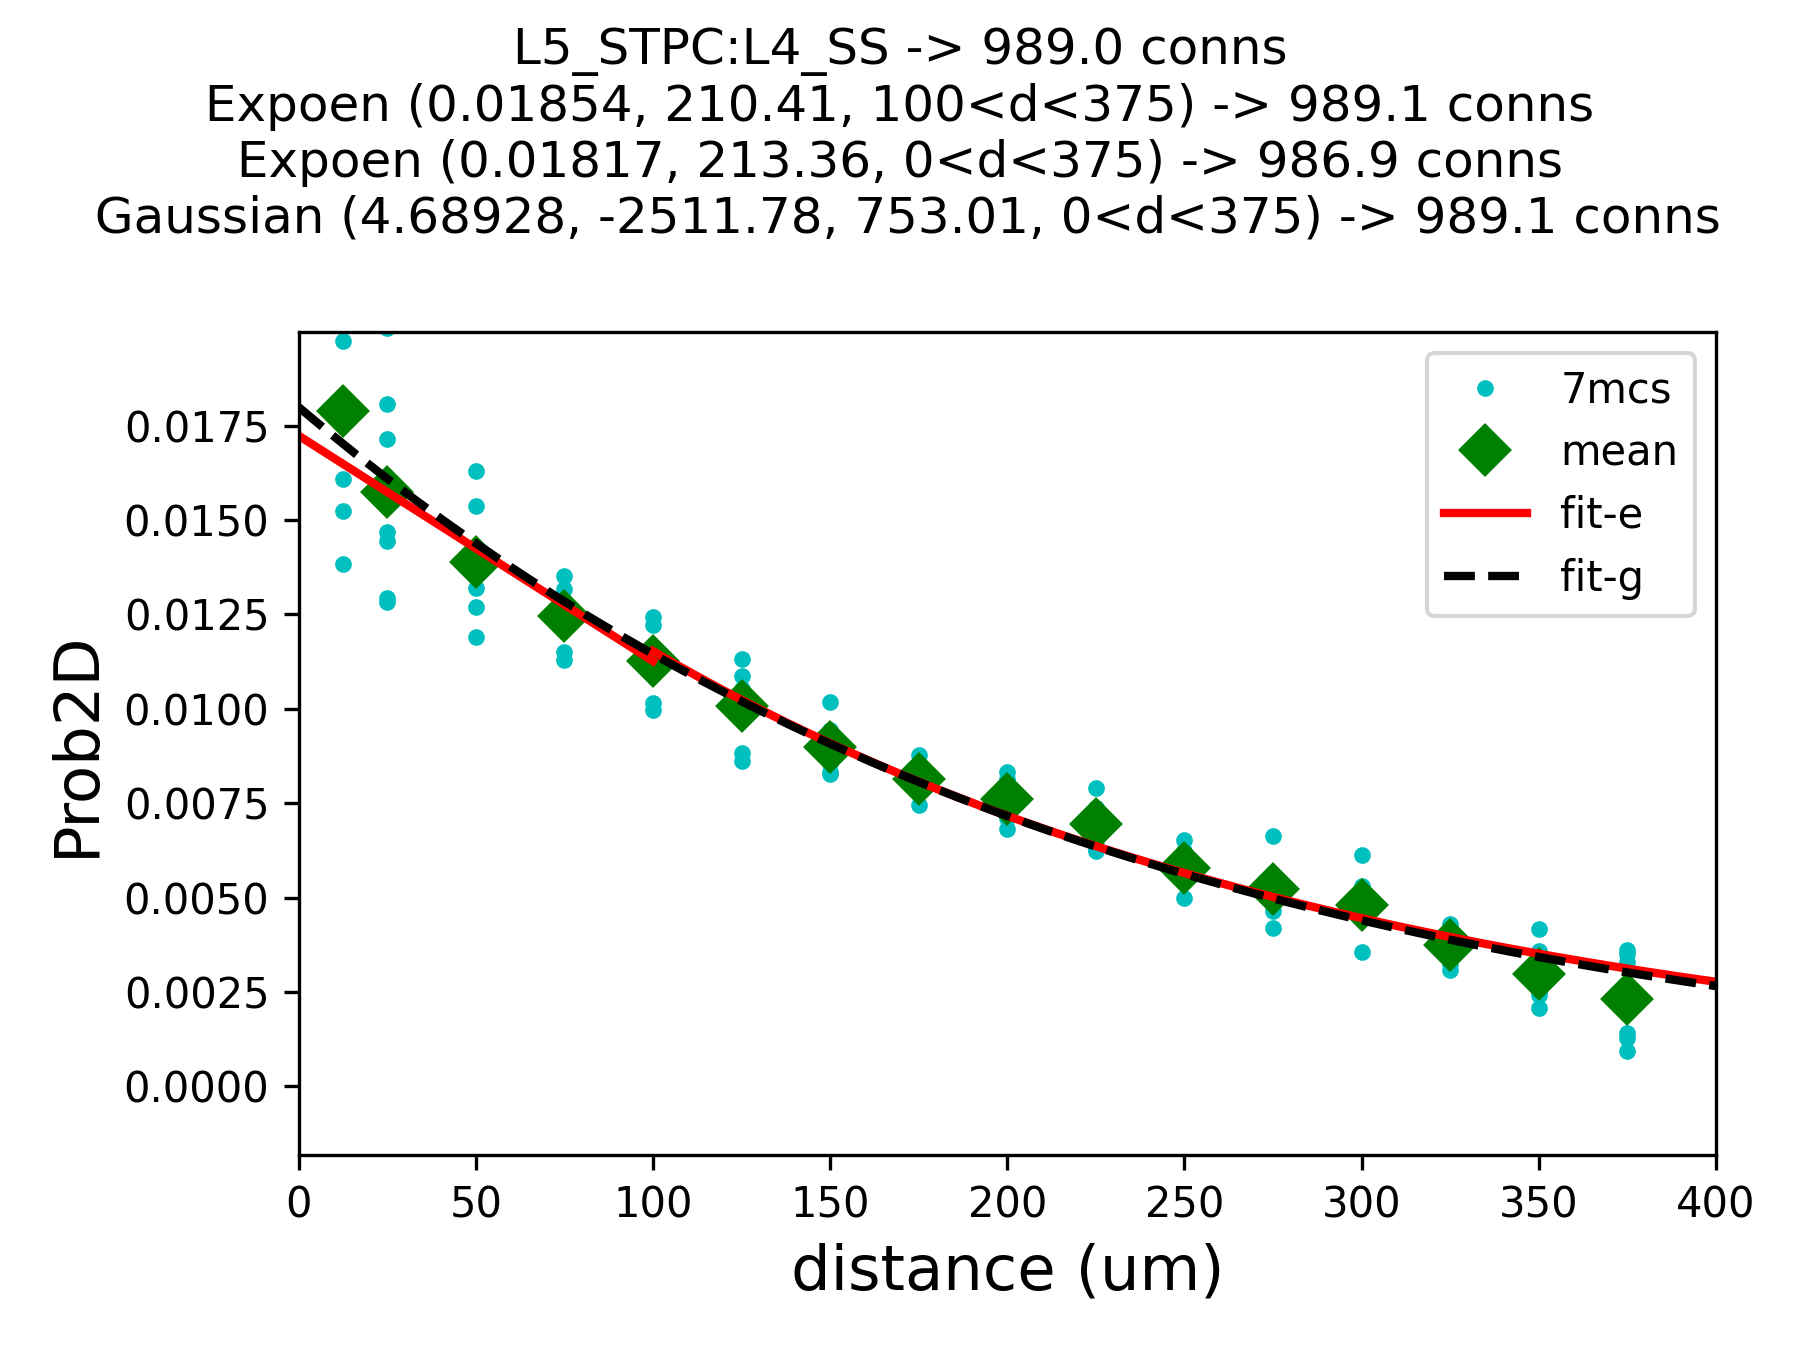 L5_STPC:L4_SS -> 989.0 conns
Expoen (0.01854, 210.41, 100<d<375) -> 989.1 conns
Expoen (0.01817, 213.36, 0<d<375) -> 986.9 conns
Gaussian (4.68928, -2511.78, 753.01, 0<d<375) -> 989.1 conns
7mcs
mean
fit-e
fit-g
Prob2D
0.0175
0.0150
0.0125
0.0100
0.0075
0.0050
0.0025
0.0000
0 50 100 150 200 250 300 350 400
distance (um)